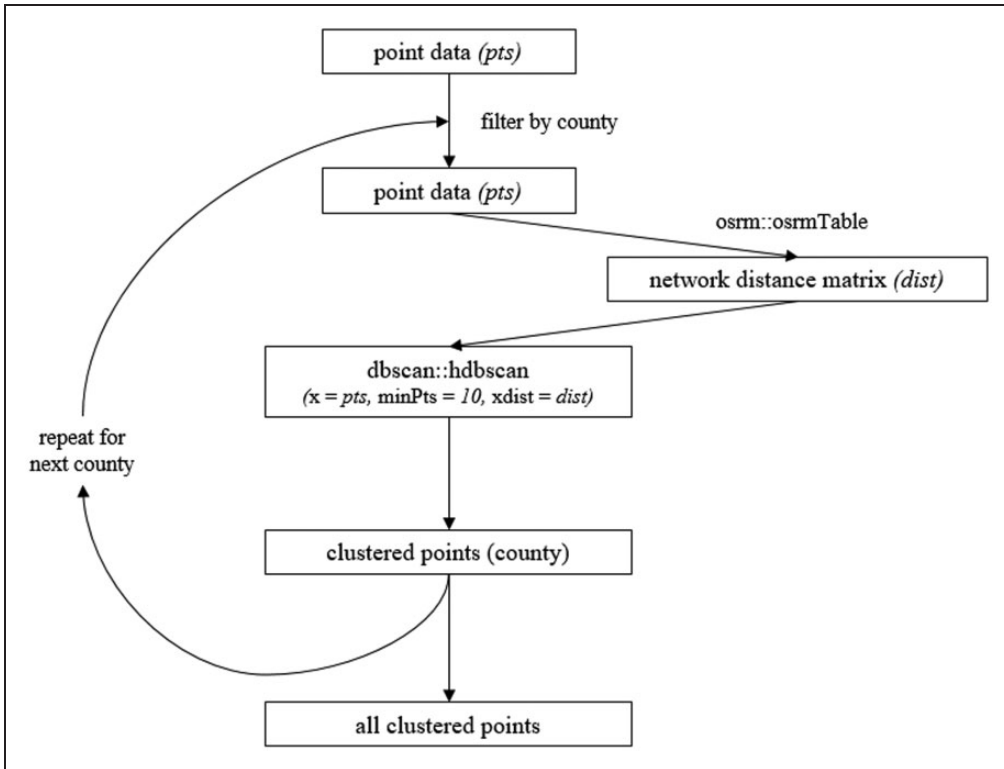 point data (pts)
filter by county
point data (pts)
osrm::osrmTable
network distance matrix (dist)
dbscan::hdbscan
(x = pts, minPts = 10, xdist = dist)
repeat for
next county
clustered points (county)
all clustered points